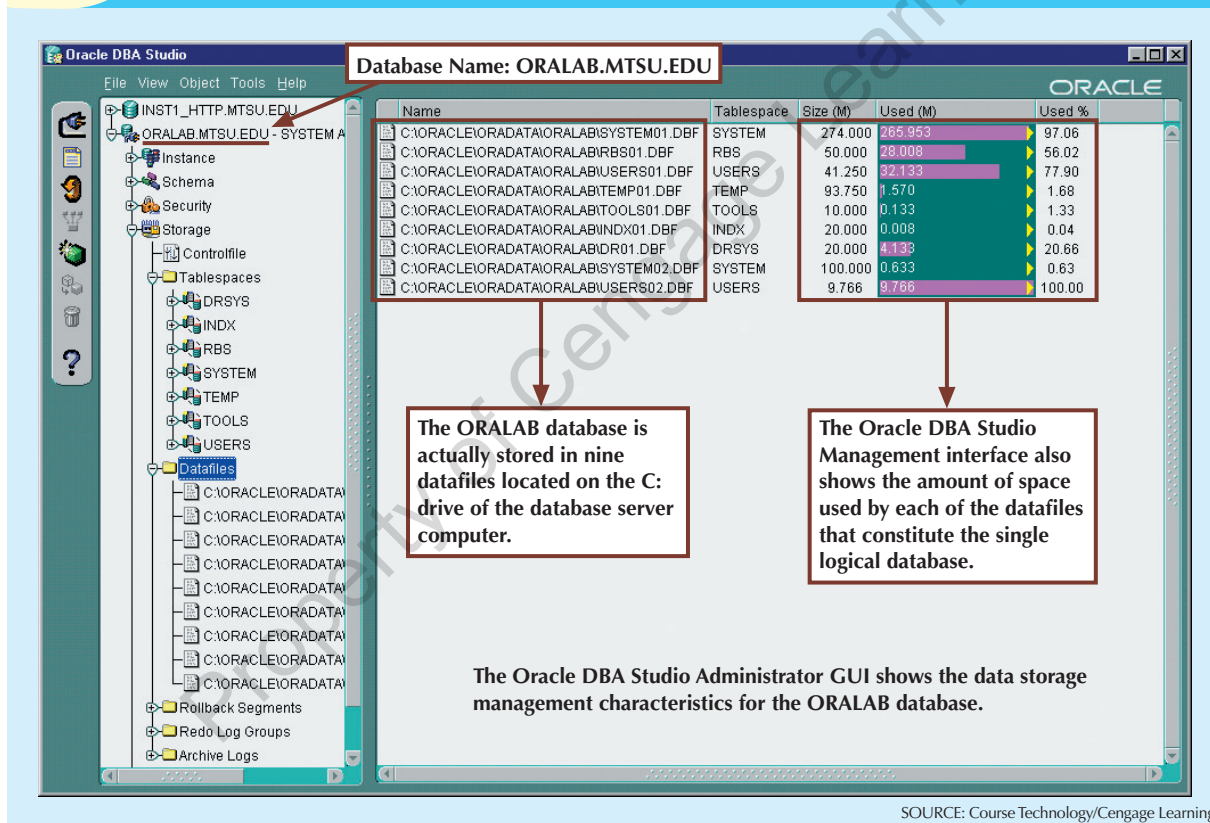 Oracle DBA Studio
Database Name: ORALAB.MTSU.EDU
File View Object Tools Help
ORACLE
INST1_HTTP.MTSU.EDU
ORALAB.MTSU.EDU - SYSTEM A
Instance
Schema
Security
Storage
Controlfile
Tablespaces
DRSYS
INDX
RBS
SYSTEM
TEMP
TOOLS
USERS
Datafiles
C:\ORACLE\ORADATA\
C:\ORACLE\ORADATA\
C:\ORACLE\ORADATA\
C:\ORACLE\ORADATA\
C:\ORACLE\ORADATA\
C:\ORACLE\ORADATA\
C:\ORACLE\ORADATA\
C:\ORACLE\ORADATA\
C:\ORACLE\ORADATA\
Rollback Segments
Redo Log Groups
Archive Logs
Name Tablespace Size (M) Used (M) Used %
C:\ORACLE\ORADATA\ORALAB\SYSTEM01.DBF SYSTEM 274.000 265.953 97.06
C:\ORACLE\ORADATA\ORALAB\RBS01.DBF RBS 50.000 28.008 56.02
C:\ORACLE\ORADATA\ORALAB\USERS01.DBF USERS 41.250 32.133 77.90
C:\ORACLE\ORADATA\ORALAB\TEMP01.DBF TEMP 93.750 1.570 1.68
C:\ORACLE\ORADATA\ORALAB\TOOLS01.DBF TOOLS 10.000 0.133 1.33
C:\ORACLE\ORADATA\ORALAB\INDX01.DBF INDX 20.000 0.008 0.04
C:\ORACLE\ORADATA\ORALAB\DR01.DBF DRSYS 20.000 4.133 20.66
C:\ORACLE\ORADATA\ORALAB\SYSTEM02.DBF SYSTEM 100.000 0.633 0.63
C:\ORACLE\ORADATA\ORALAB\USERS02.DBF USERS 9.766 9.766 100.00
The ORALAB database is
actually stored in nine
datafiles located on the C:
drive of the database server
computer.
The Oracle DBA Studio
Management interface also
shows the amount of space
used by each of the datafiles
that constitute the single
logical database.
The Oracle DBA Studio Administrator GUI shows the data storage
management characteristics for the ORALAB database.
Property of Cengage Learn
SOURCE: Course Technology/Cengage Learning